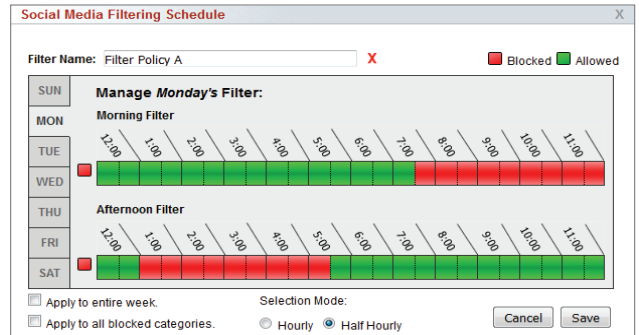 Social Media Filtering Schedule X
Filter Name: Filter Policy A X Blocked Allowed
SUN
MON
TUE
WED
THU
FRI
SAT
Manage Monday's Filter:
Morning Filter
12:00 1:00 2:00 3:00 4:00 5:00 6:00 7:00 8:00 9:00 10:00 11:00
Afternoon Filter
12:00 1:00 2:00 3:00 4:00 5:00 6:00 7:00 8:00 9:00 10:00 11:00
Apply to entire week.
Apply to all blocked categories.
Selection Mode:
Hourly Half Hourly
Cancel Save